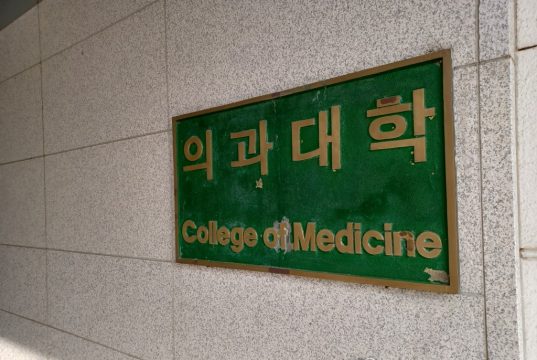 의과대학
College of Medicine